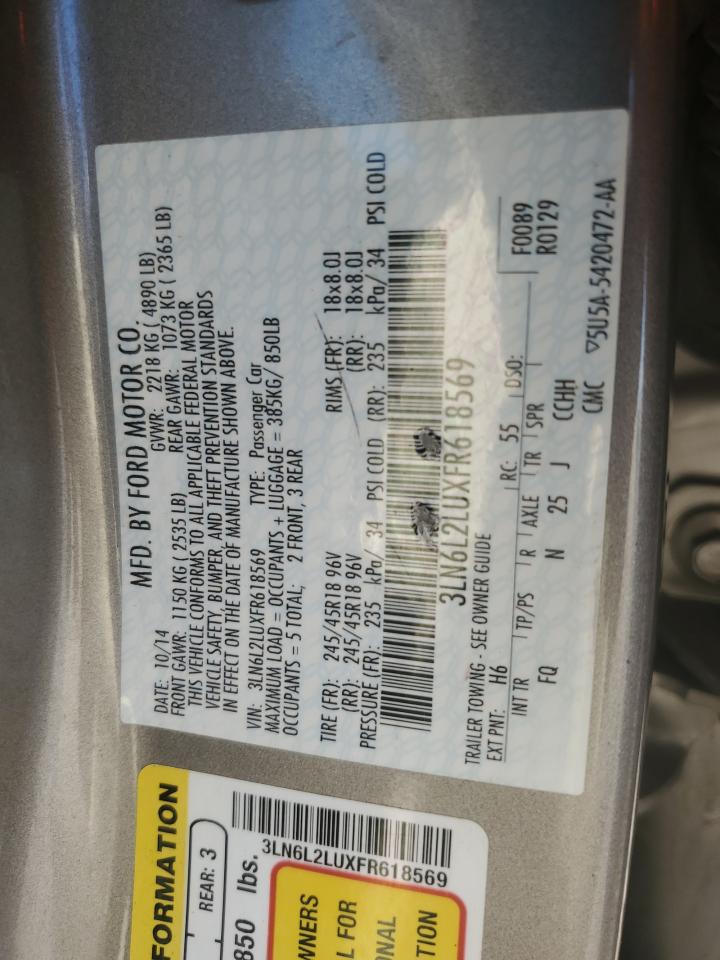 MFD. BY FORD MOTOR CO.
DATE: 10/14 GVWR: 2218 KG ( 4890 LB)
FRONT GAWR: 1150 KG ( 2535 LB) REAR GAWR: 1073 KG ( 2365 LB)
THIS VEHICLE CONFORMS TO ALL APPLICABLE FEDERAL MOTOR
VEHICLE SAFETY, BUMPER, AND THEFT PREVENTION STANDARDS
IN EFFECT ON THE DATE OF MANUFACTURE SHOWN ABOVE.
VIN: 3LN6L2LUXFR618569 TYPE: Passenger Car
MAXIMUM LOAD = OCCUPANTS + LUGGAGE = 385KG/ 850LB
OCCUPANTS = 5 TOTAL; 2 FRONT, 3 REAR
TIRE (FR): 245/45R18 96V RIMS (FR): 18x8.0J
(RR): 245/45R18 96V (RR): 18x8.0J
PRESSURE (FR): 235 kPa/ 34 PSI COLD (RR): 235 kPa/ 34 PSI COLD
3LN6L2LUXFR618569
TRAILER TOWING - SEE OWNER GUIDE
EXT PNT: H6 RC: 55 DSO: F0089
R0129
INT TR TP/PS R AXLE TR SPR
FQ N 25 J CCHH
CMC ▽5U5A-5420472-AA
FORMATION
REAR: 3
850 lbs.
3LN6L2LUXFR618569
WNERS
L FOR
ONAL
TION